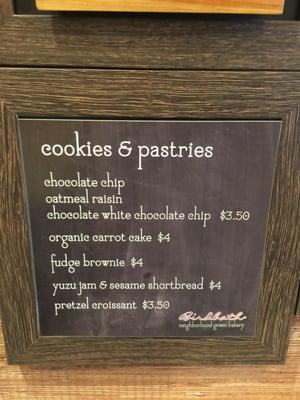 cookies & pastries
chocolate chip
oatmeal raisin
chocolate white chocolate chip $3.50
organic carrot cake $4
fudge brownie $4
yuzu jam & sesame shortbread $4
pretzel croissant $3.50
Birdbath
neighborhood green bakery